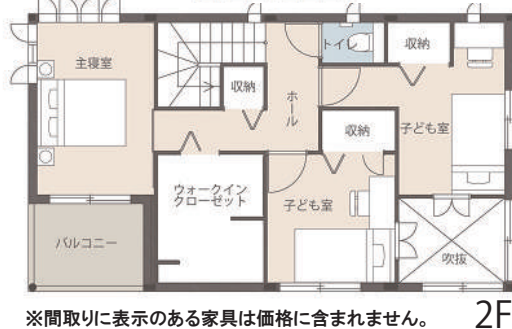 トイレ
収納
主寝室
収納
ホール
収納
子ども室
ウォークイン
クローゼット
子ども室
バルコニー
吹抜
※間取りに表示のある家具は価格に含まれません。
2F